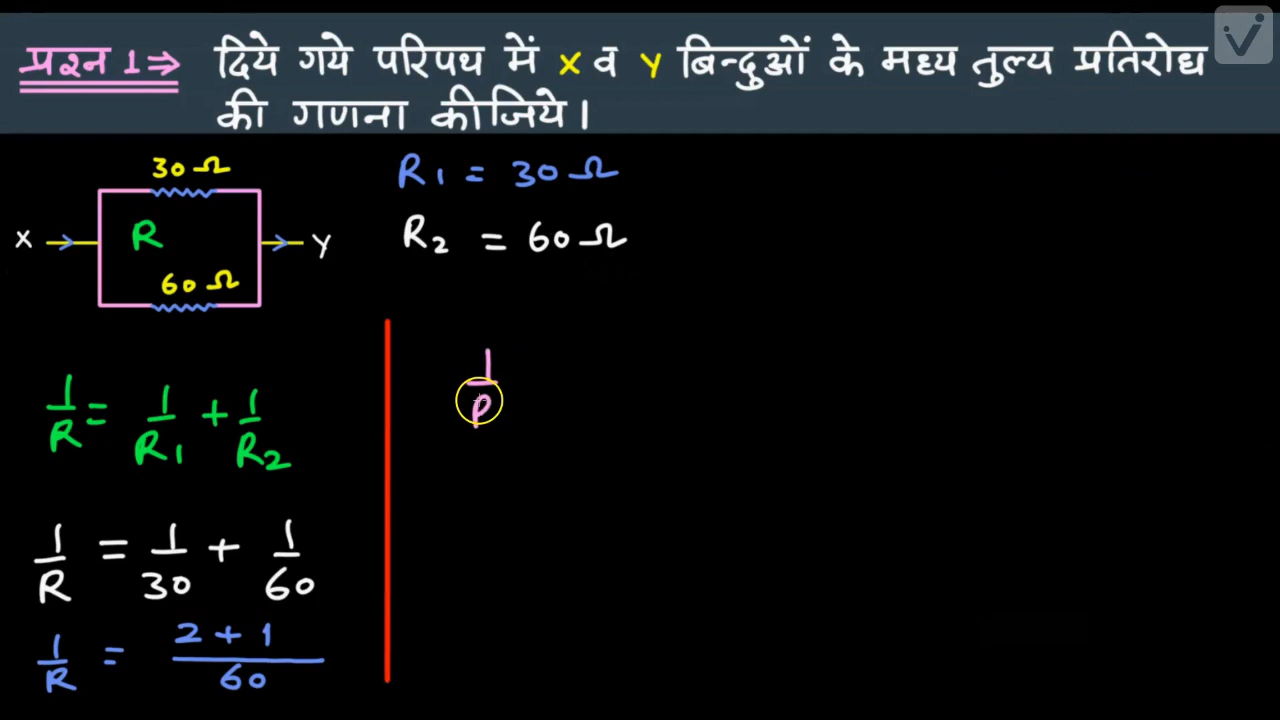 प्रश्न 1⇒ दिये गये परिपथ में X व Y बिन्दुओं के मध्य तुल्य प्रतिरोध
की गणना कीजिये।
30 Ω
R1 = 30 Ω
X R Y
R2 = 60 Ω
60 Ω
1/R = 1/R1 + 1/R2
1/P
1/R = 1/30 + 1/60
1/R = 2 + 1/60